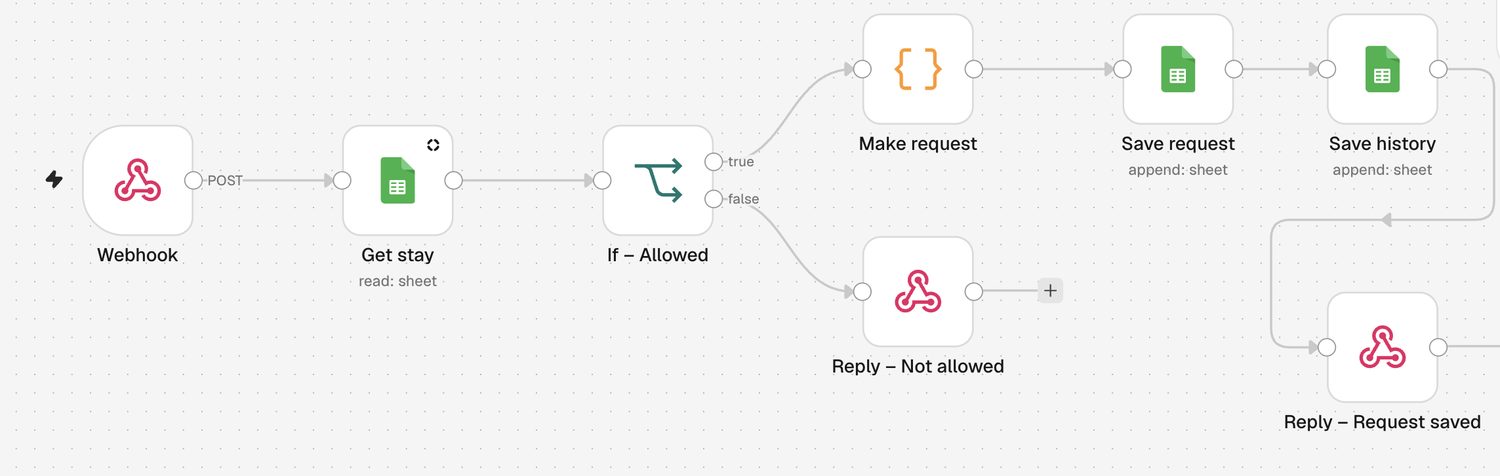 Webhook
POST
Get stay
read: sheet
If – Allowed
true
false
Make request
Save request
append: sheet
Save history
append: sheet
Reply – Not allowed
Reply – Request saved